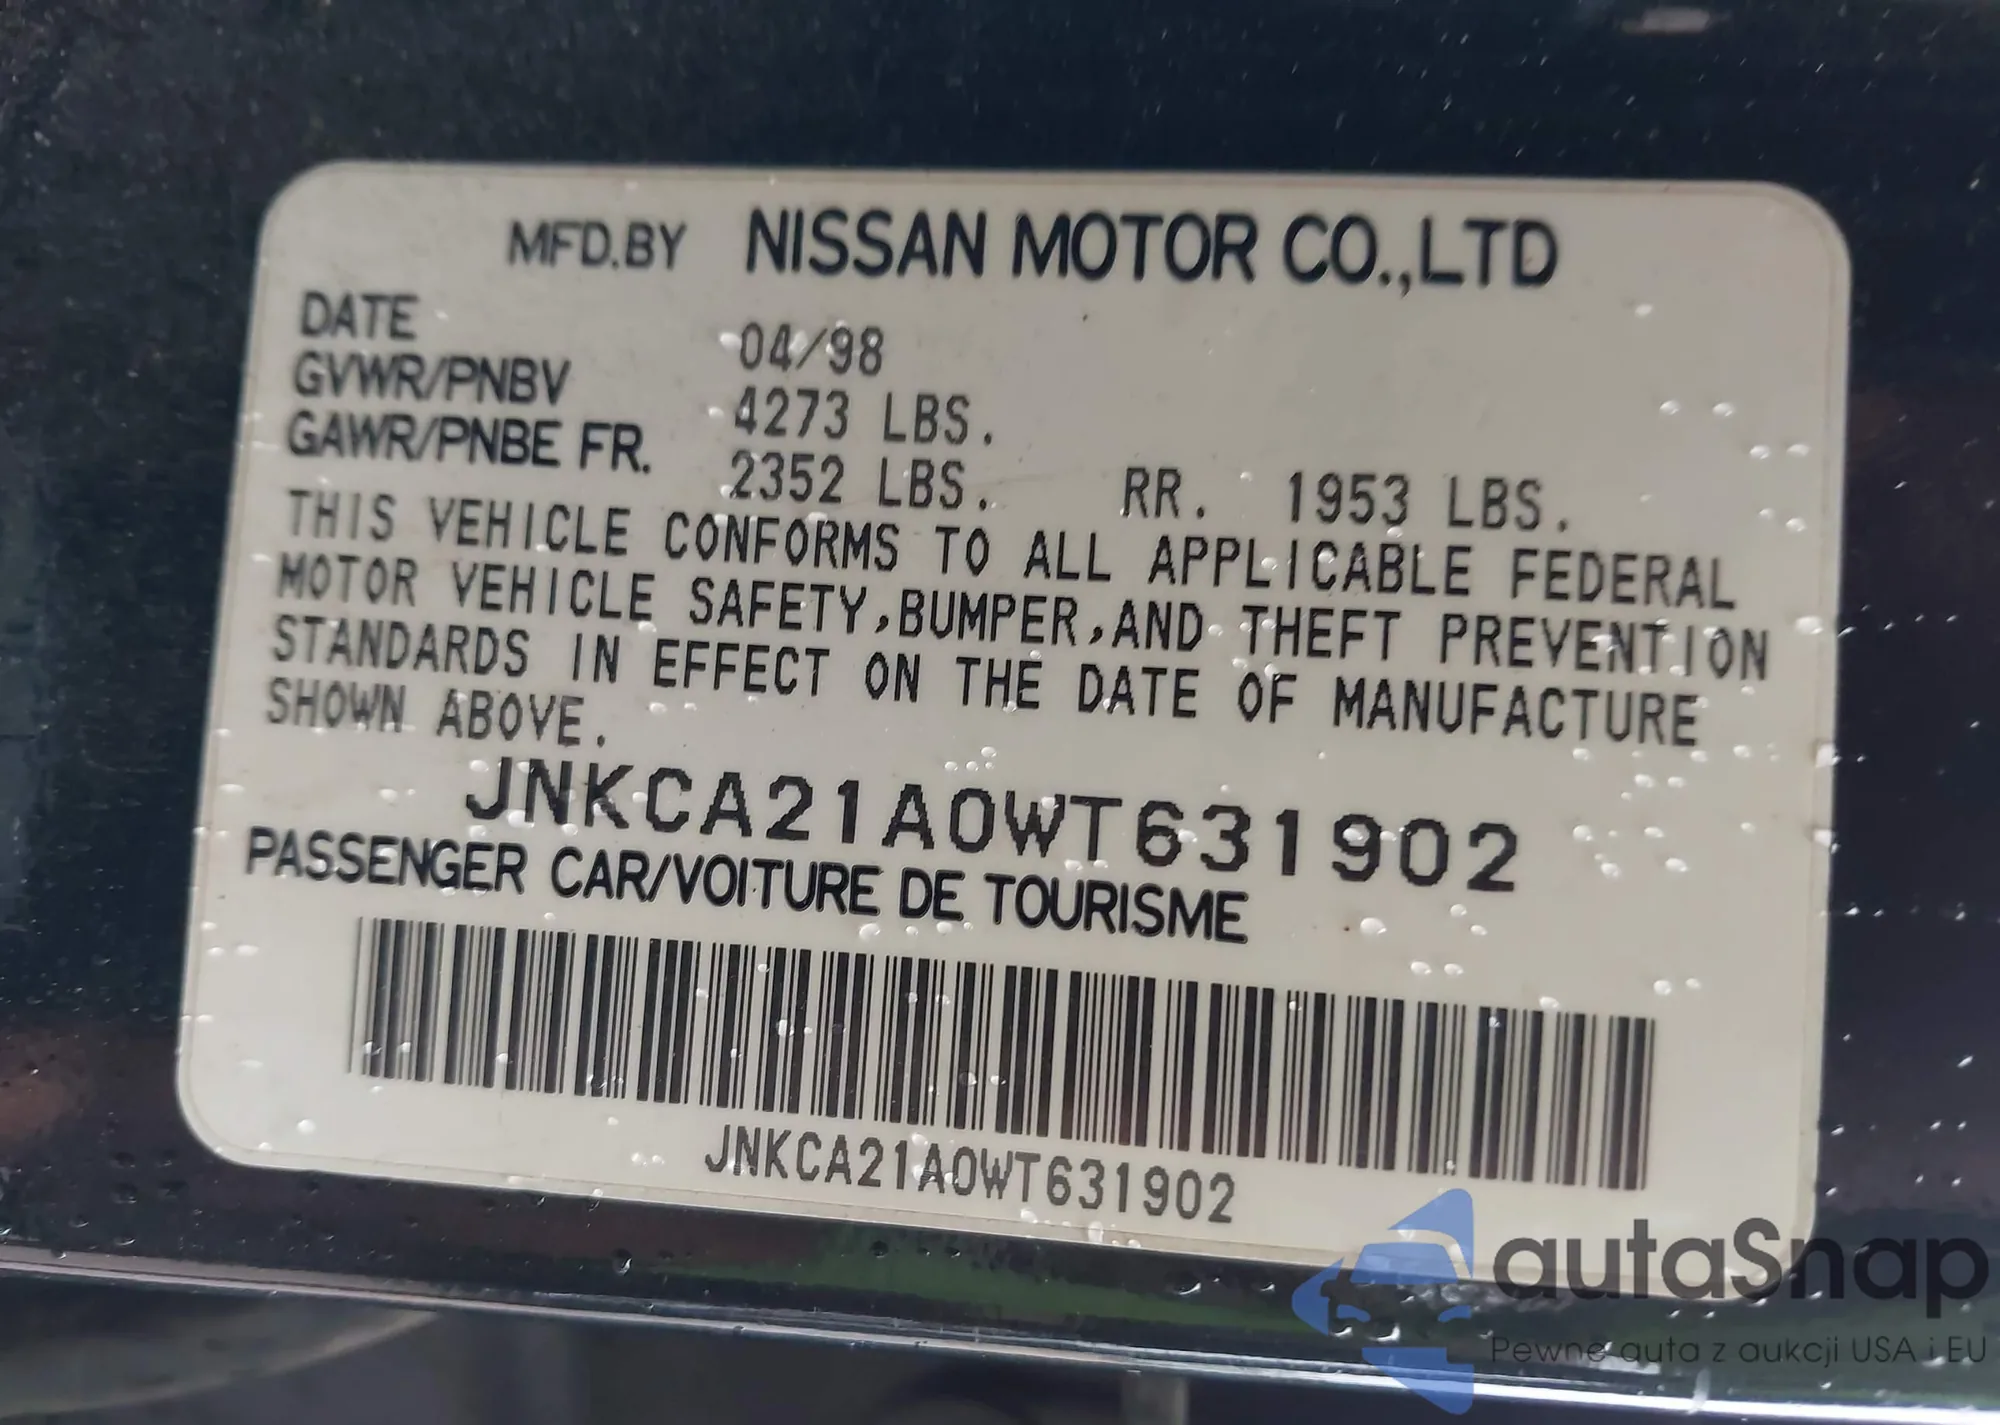 MFD.BY NISSAN MOTOR CO.,LTD
DATE 04/98
GVWR/PNBV 4273 LBS.
GAWR/PNBE FR. 2352 LBS. RR. 1953 LBS.
THIS VEHICLE CONFORMS TO ALL APPLICABLE FEDERAL
MOTOR VEHICLE SAFETY,BUMPER,AND THEFT PREVENTION
STANDARDS IN EFFECT ON THE DATE OF MANUFACTURE
SHOWN ABOVE.
JNKCA21A0WT631902
PASSENGER CAR/VOITURE DE TOURISME
JNKCA21A0WT631902
autaSnap
Pewne auta z aukcji USA i EU